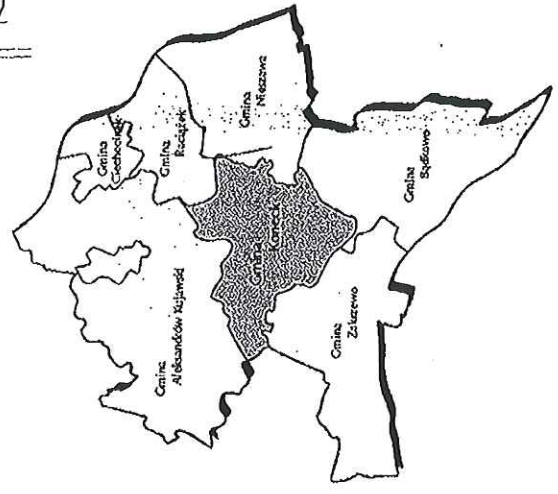 Gmina
Ciechocinek
Gmina
Raciążek
Gmina
Nieszawa
Gmina
Aleksandrów Kujawski
Gmina
Koneck
Gmina
Bądkowo
Gmina
Zakrzewo